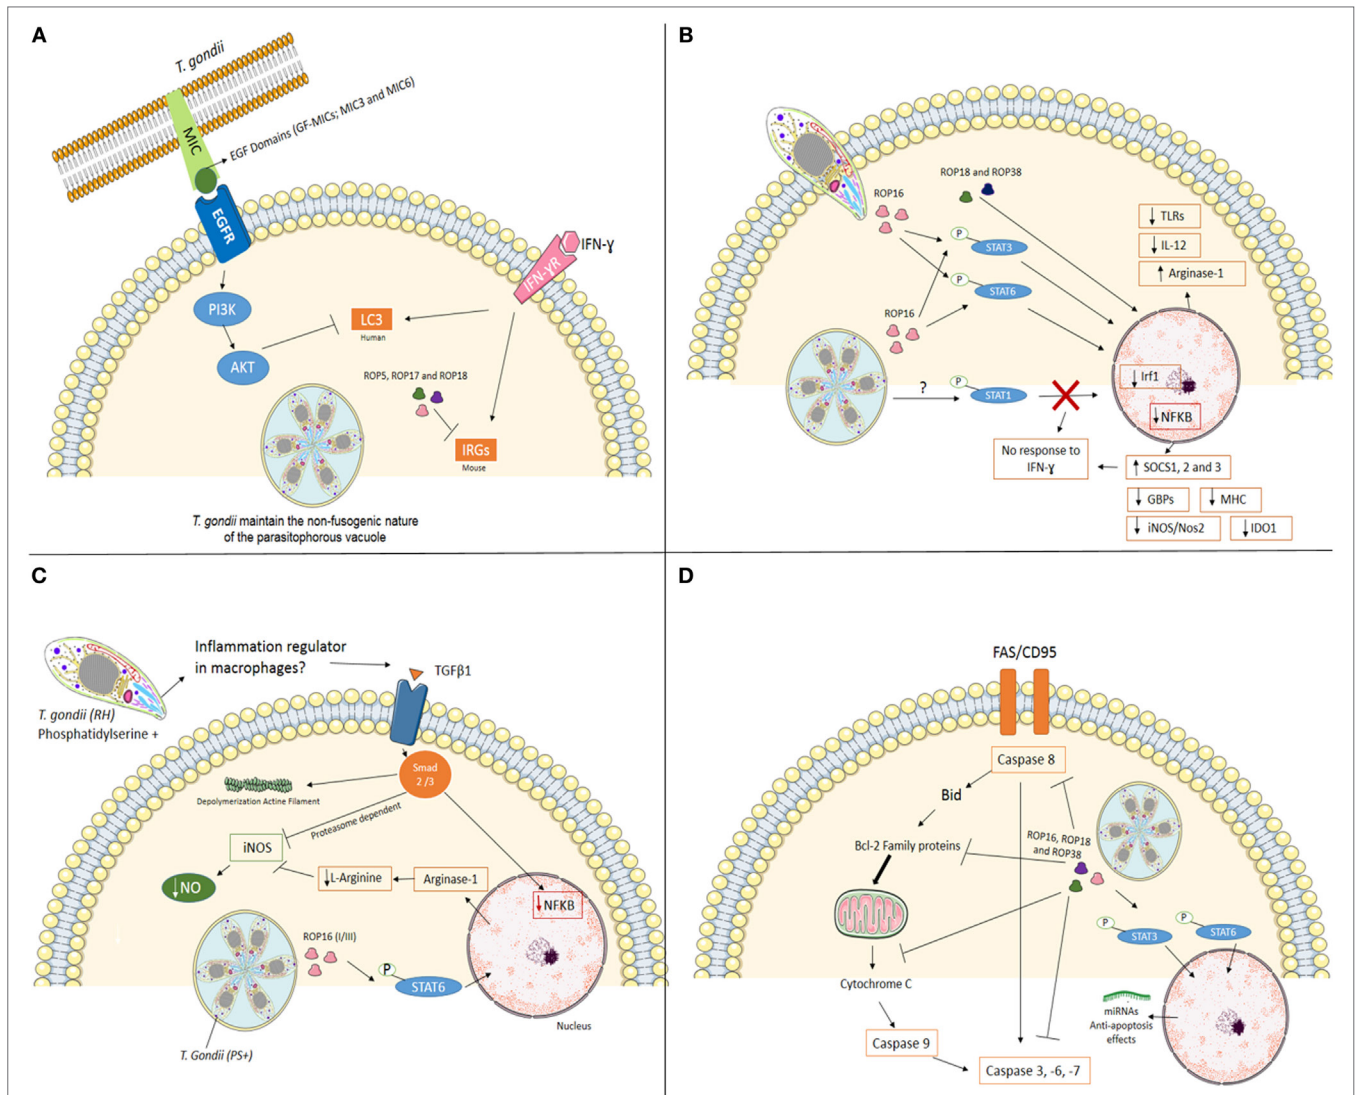 A
T. gondii
MIC
EGF Domains (GF-MICs; MIC3 and MIC6)
EGFR
IFN-ɣ
IFN-ɣR
PI3K
LC3
Human
AKT
ROP5, ROP17 and ROP18
IRGs
Mouse
T. gondii maintain the non-fusogenic nature
of the parasitophorous vacuole
B
ROP18 and ROP38
ROP16
P
STAT3
P
STAT6
ROP16
↓ TLRs
↓ IL-12
↑ Arginase-1
?
P
STAT1
↓ Irf1
↓ NFKB
No response to
IFN-ɣ
↑ SOCS1, 2 and 3
↓ GBPs
↓ MHC
↓ iNOS/Nos2
↓ IDO1
C
Inflammation regulator
in macrophages?
TGFβ1
T. gondii (RH)
Phosphatidylserine +
Smad
2 /3
Depolymerization Actine Filament
Proteasome dependent
iNOS
↓ NO
↓ L-Arginine
Arginase-1
↓ NFKB
ROP16 (I/III)
P
STAT6
Nucleus
T. Gondii (PS+)
D
FAS/CD95
Caspase 8
Bid
Bcl-2 Family proteins
ROP16, ROP18
and ROP38
P
STAT3
P
STAT6
Cytochrome C
miRNAs
Anti-apoptosis
effects
Caspase 9
Caspase 3, -6, -7